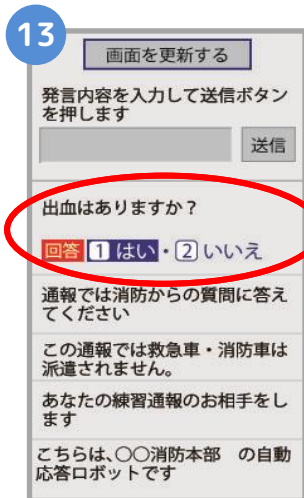 13
画面を更新する
発言内容を入力して送信ボタン
を押します
送信
出血はありますか?
回答 1 はい・2 いいえ
通報では消防からの質問に答え
てください
この通報では救急車・消防車は
派遣されません。
あなたの練習通報のお相手をし
ます
こちらは、〇〇消防本部　の自動
応答ロボットです